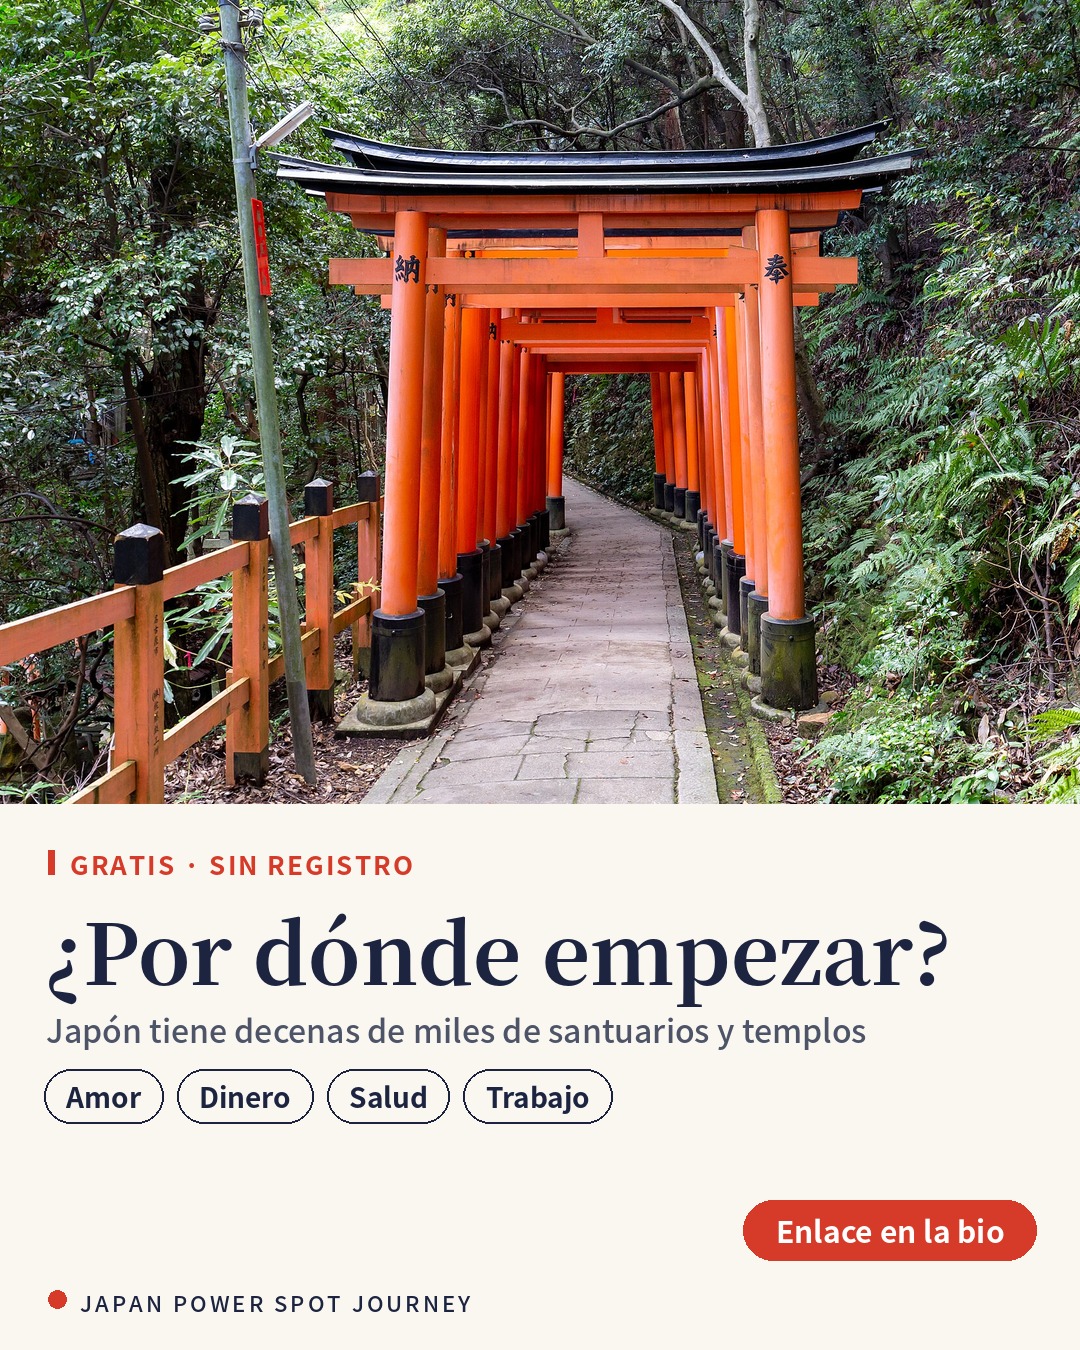 納
奉
GRATIS · SIN REGISTRO
¿Por dónde empezar?
Japón tiene decenas de miles de santuarios y templos
Amor Dinero Salud Trabajo
Enlace en la bio
JAPAN POWER SPOT JOURNEY